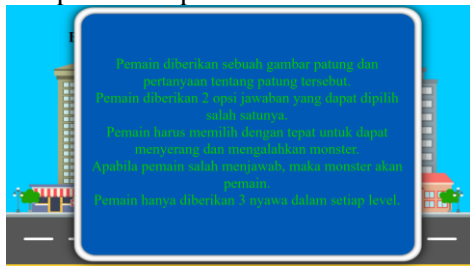 Pemain diberikan sebuah gambar patung dan
pertanyaan tentang patung tersebut.
Pemain diberikan 2 opsi jawaban yang dapat dipilih
salah satunya.
Pemain harus memilih dengan tepat untuk dapat
menyerang dan mengalahkan monster.
Apabila pemain salah menjawab, maka monster akan
pemain.
Pemain hanya diberikan 3 nyawa dalam setiap level.